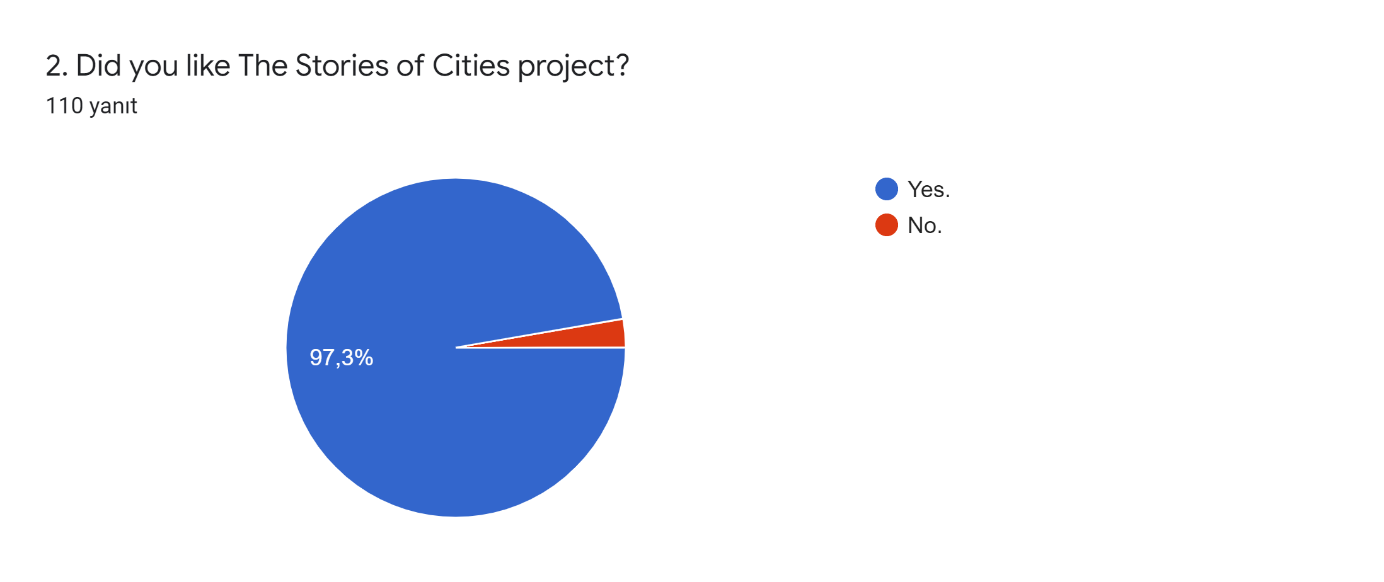 2. Did you like The Stories of Cities project?
110 yanıt
Yes.
No.
97,3%